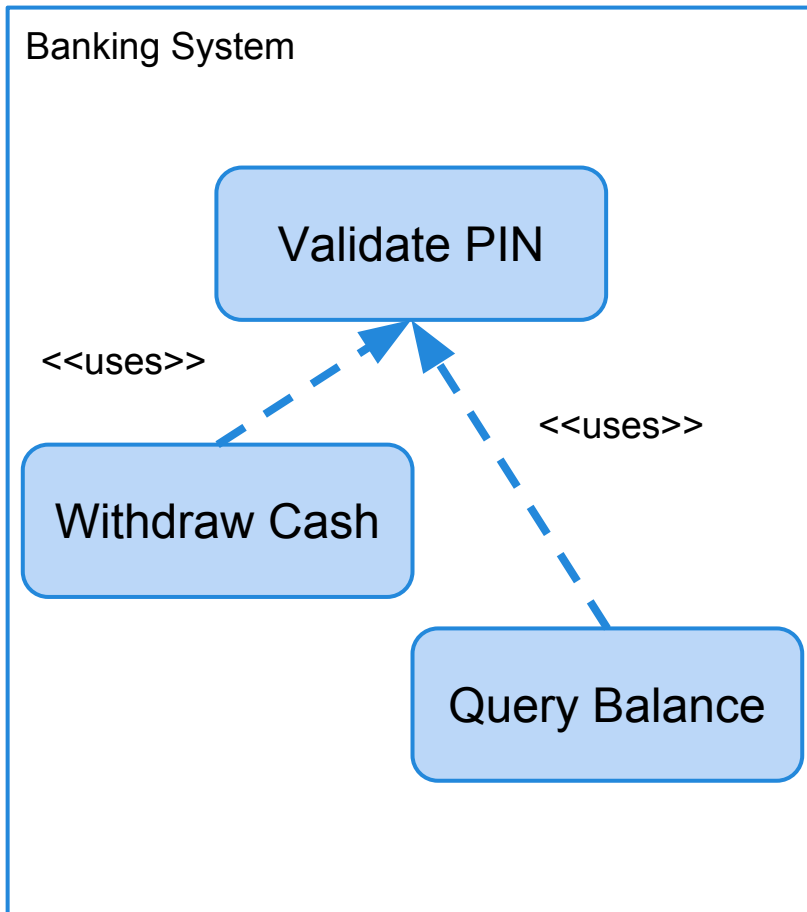 Banking System
Validate PIN
<<uses>>
<<uses>>
Withdraw Cash
Query Balance